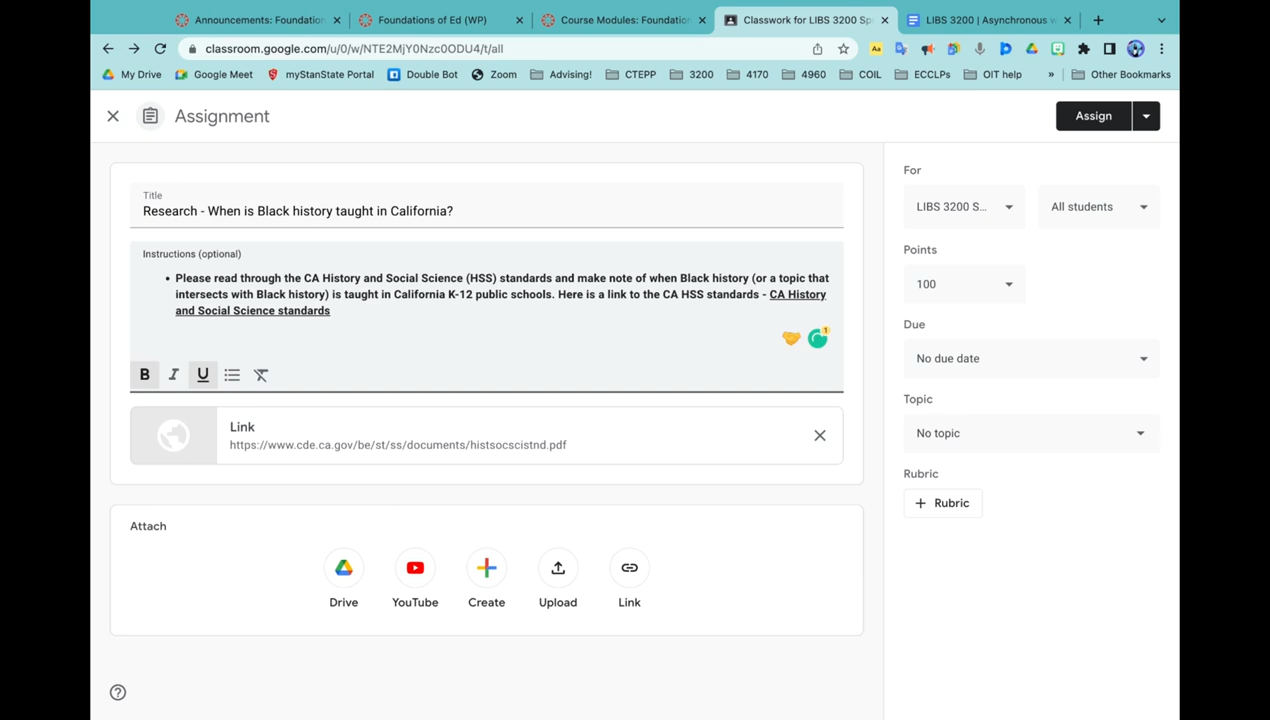 Announcements: Foundation
Foundations of Ed (WP)
Course Modules: Foundation
Classwork for LIBS 3200 Sp
LIBS 3200 | Asynchronous w
classroom.google.com/u/0/w/NTE2MjY0Nzc0ODU4/t/all
Aa
My Drive
Google Meet
myStanState Portal
Double Bot
Zoom
Advising!
CTEPP
3200
4170
4960
COIL
ECCLPs
OIT help
»
Other Bookmarks
Assignment
Assign
Title
Research - When is Black history taught in California?
Instructions (optional)
• Please read through the CA History and Social Science (HSS) standards and make note of when Black history (or a topic that
intersects with Black history) is taught in California K-12 public schools. Here is a link to the CA HSS standards - CA History
and Social Science standards
1
B I U
Link
https://www.cde.ca.gov/be/st/ss/documents/histsocscistnd.pdf
Attach
Drive
YouTube
Create
Upload
Link
For
LIBS 3200 S...
All students
Points
100
Due
No due date
Topic
No topic
Rubric
+ Rubric